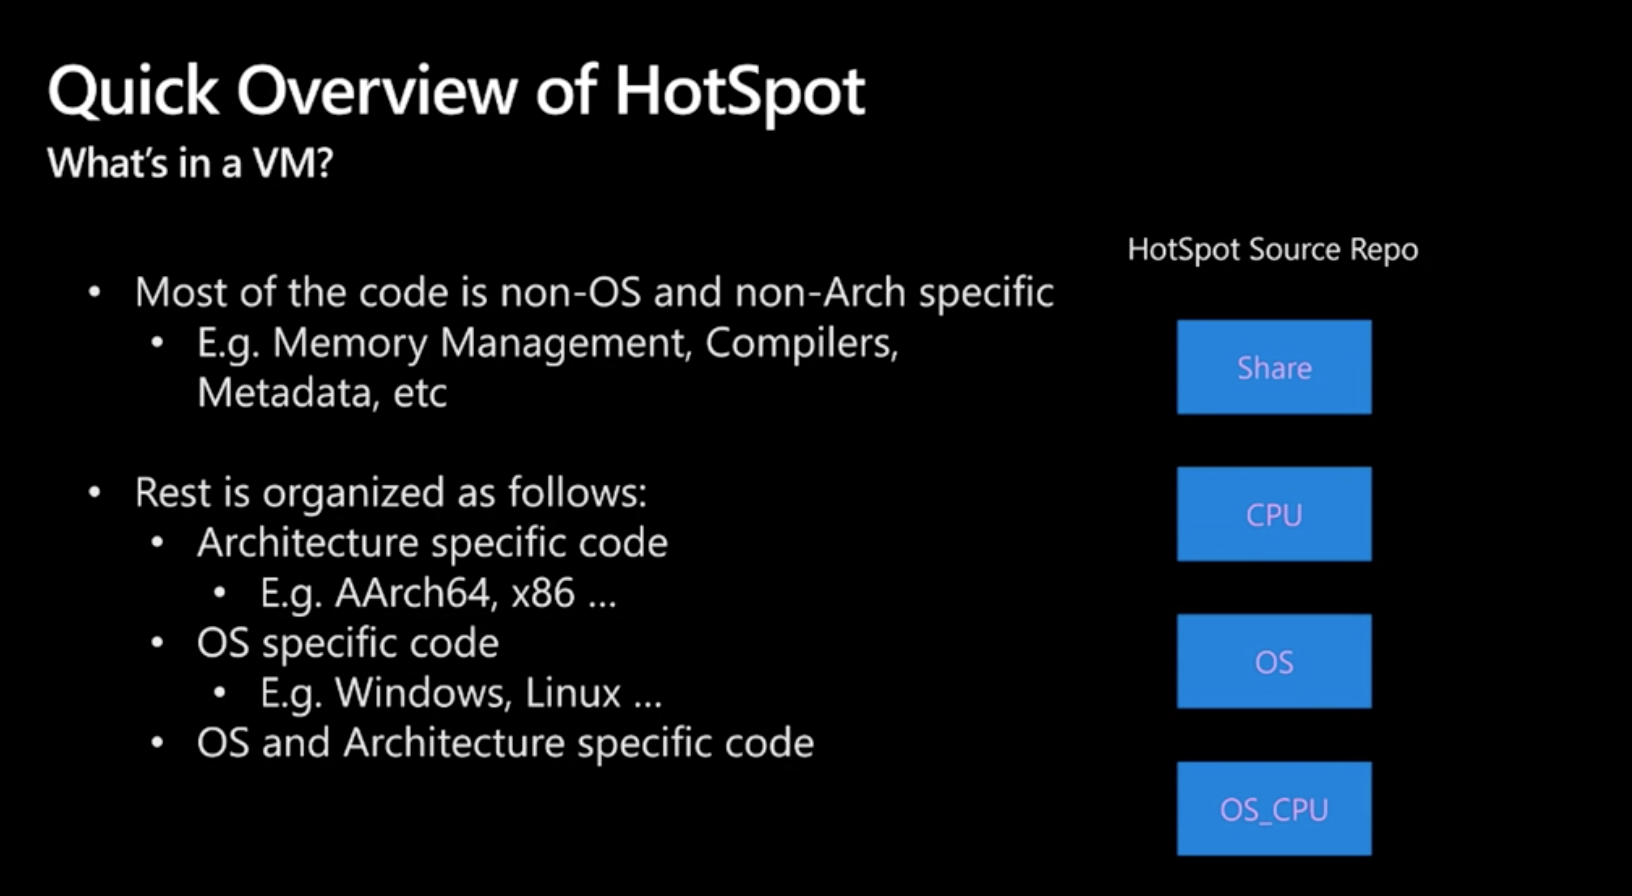 Quick Overview of HotSpot
What's in a VM?
• Most of the code is non-OS and non-Arch specific
• E.g. Memory Management, Compilers,
Metadata, etc
• Rest is organized as follows:
• Architecture specific code
• E.g. AArch64, x86 ...
• OS specific code
• E.g. Windows, Linux ...
• OS and Architecture specific code
HotSpot Source Repo
Share
CPU
OS
OS_CPU